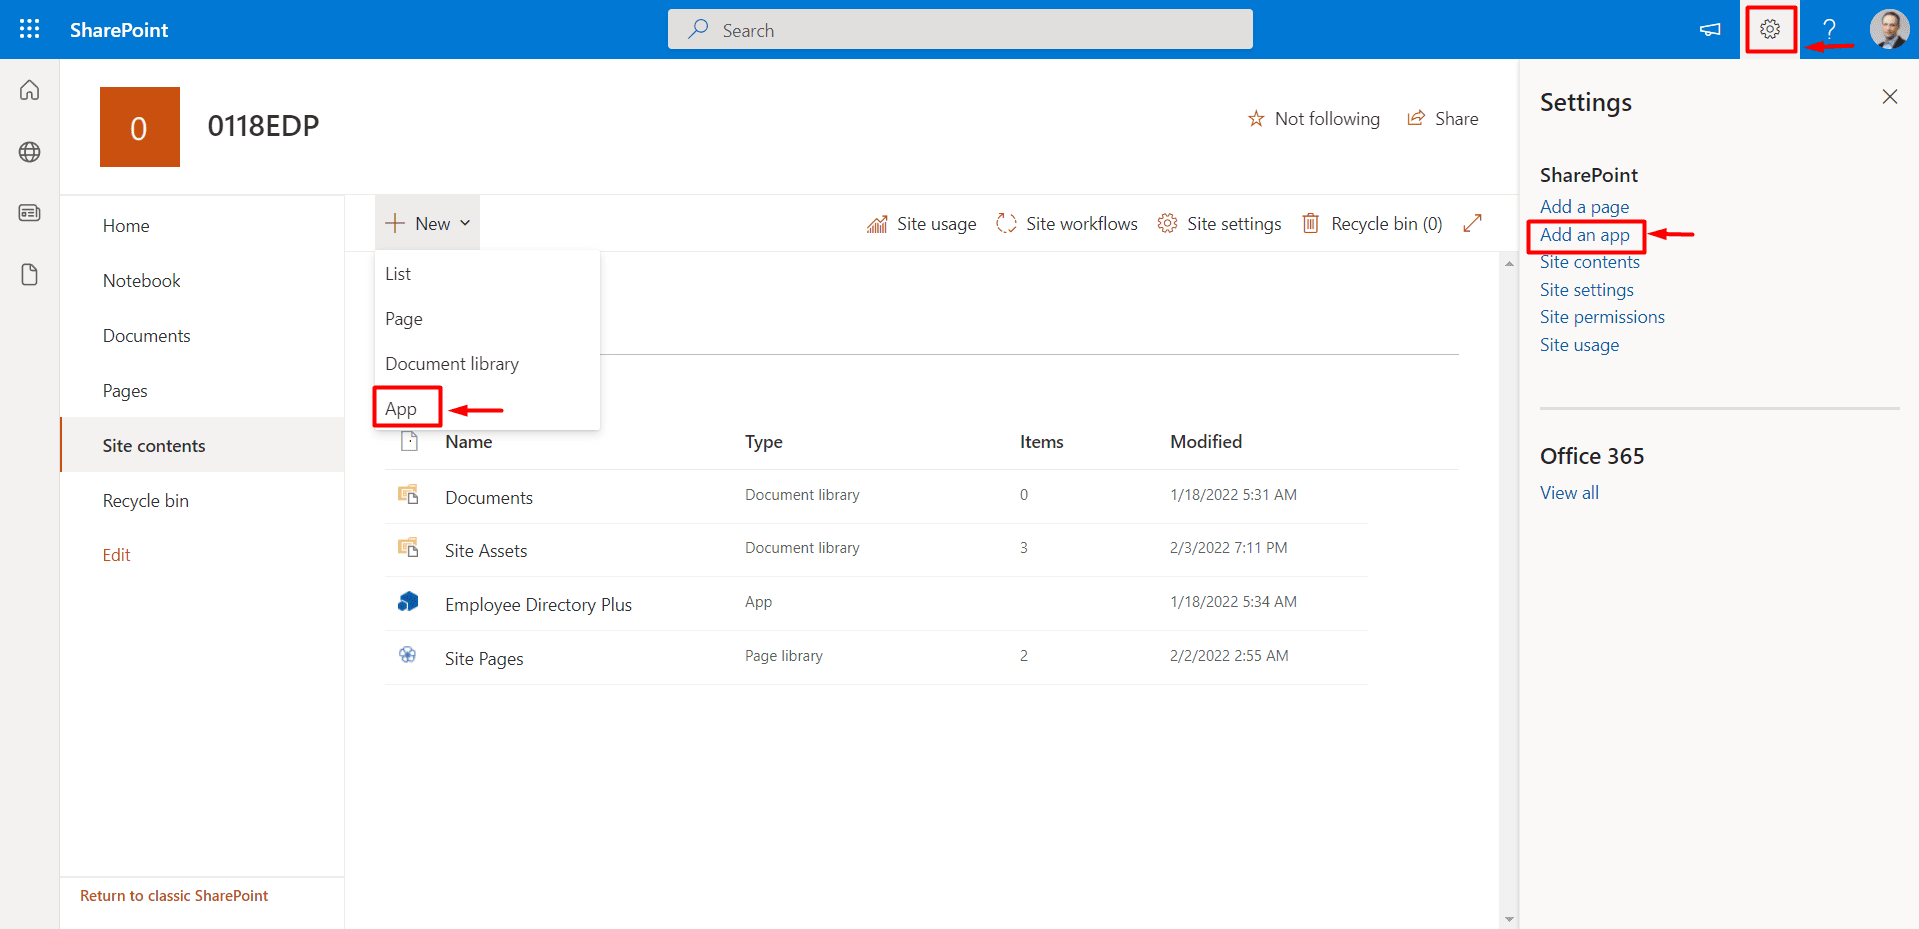 SharePoint
Search
?
0
0118EDP
Not following
Share
Home
Notebook
Documents
Pages
Site contents
Recycle bin
Edit
Return to classic SharePoint
New
Site usage
Site workflows
Site settings
Recycle bin (0)
List
Page
Document library
App
Name Type Items Modified
Documents Document library 0 1/18/2022 5:31 AM
Site Assets Document library 3 2/3/2022 7:11 PM
Employee Directory Plus App 1/18/2022 5:34 AM
Site Pages Page library 2 2/2/2022 2:55 AM
Settings
SharePoint
Add a page
Add an app
Site contents
Site settings
Site permissions
Site usage
Office 365
View all